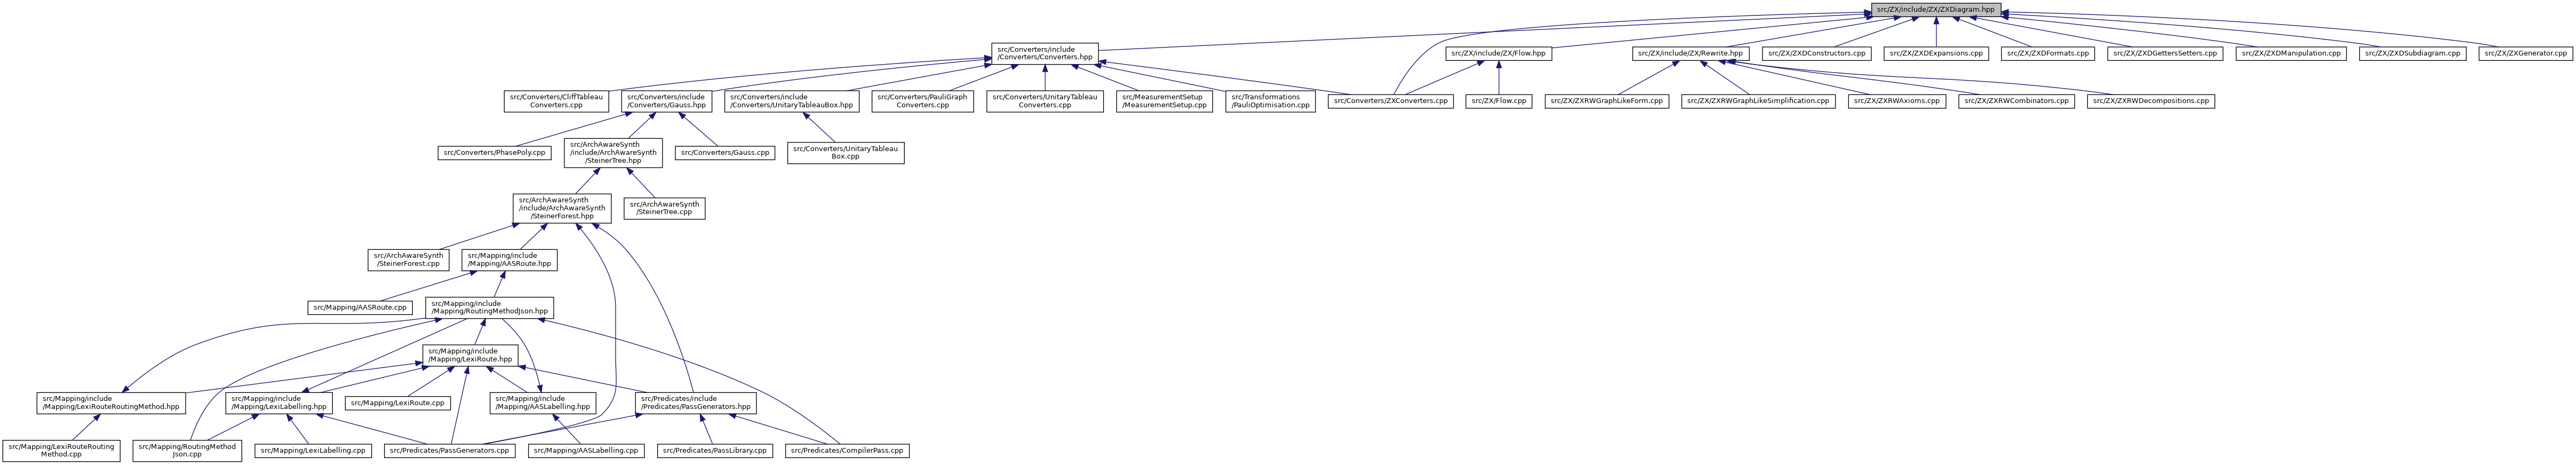 src/ZX/include/ZX/ZXDiagram.hpp
src/Converters/include
/Converters/Converters.hpp
src/ZX/include/ZX/Flow.hpp
src/ZX/include/ZX/Rewrite.hpp
src/ZX/ZXDConstructors.cpp
src/ZX/ZXDExpansions.cpp
src/ZX/ZXDFormats.cpp
src/ZX/ZXDGettersSetters.cpp
src/ZX/ZXDManipulation.cpp
src/ZX/ZXDSubdiagram.cpp
src/ZX/ZXGenerator.cpp
src/Converters/CliffTableau
Converters.cpp
src/Converters/include
/Converters/Gauss.hpp
src/Converters/include
/Converters/UnitaryTableauBox.hpp
src/Converters/PauliGraph
Converters.cpp
src/Converters/UnitaryTableau
Converters.cpp
src/MeasurementSetup
/MeasurementSetup.cpp
src/Transformations
/PauliOptimisation.cpp
src/Converters/ZXConverters.cpp
src/ZX/Flow.cpp
src/ZX/ZXRWGraphLikeForm.cpp
src/ZX/ZXRWGraphLikeSimplification.cpp
src/ZX/ZXRWAxioms.cpp
src/ZX/ZXRWCombinators.cpp
src/ZX/ZXRWDecompositions.cpp
src/Converters/PhasePoly.cpp
src/ArchAwareSynth
/include/ArchAwareSynth
/SteinerTree.hpp
src/Converters/Gauss.cpp
src/Converters/UnitaryTableau
Box.cpp
src/ArchAwareSynth
/include/ArchAwareSynth
/SteinerForest.hpp
src/ArchAwareSynth
/SteinerTree.cpp
src/ArchAwareSynth
/SteinerForest.cpp
src/Mapping/include
/Mapping/AASRoute.hpp
src/Mapping/AASRoute.cpp
src/Mapping/include
/Mapping/RoutingMethodJson.hpp
src/Mapping/include
/Mapping/LexiRoute.hpp
src/Mapping/include
/Mapping/LexiRouteRoutingMethod.hpp
src/Mapping/include
/Mapping/LexiLabelling.hpp
src/Mapping/LexiRoute.cpp
src/Mapping/include
/Mapping/AASLabelling.hpp
src/Predicates/include
/Predicates/PassGenerators.hpp
src/Mapping/LexiRouteRouting
Method.cpp
src/Mapping/RoutingMethod
Json.cpp
src/Mapping/LexiLabelling.cpp
src/Predicates/PassGenerators.cpp
src/Mapping/AASLabelling.cpp
src/Predicates/PassLibrary.cpp
src/Predicates/CompilerPass.cpp